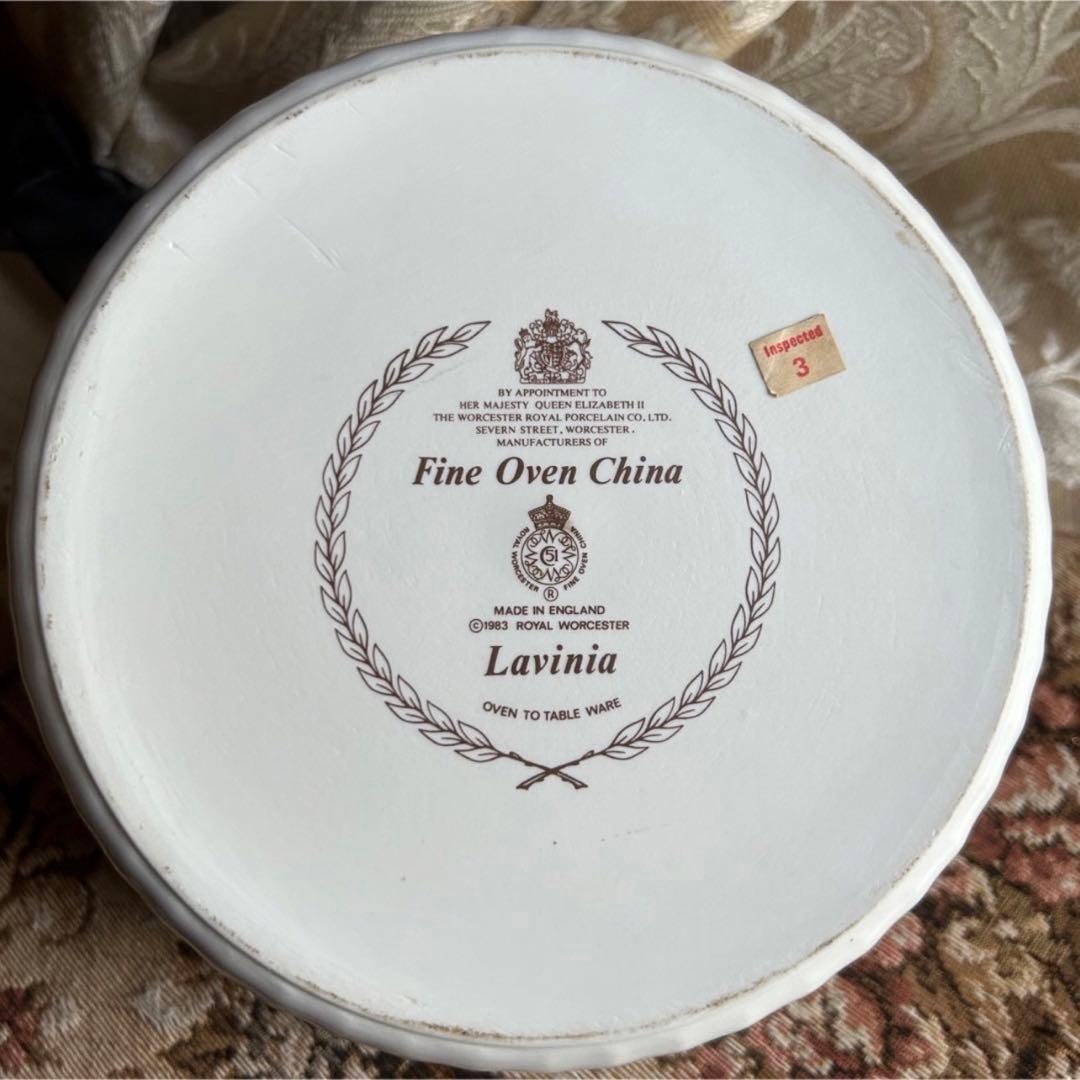 BY APPOINTMENT TO
HER MAJESTY QUEEN ELIZABETH II
THE WORCESTER ROYAL PORCELAIN CO. LTD.
SEVERN STREET, WORCESTER.
MANUFACTURERS OF
Fine Oven China
ROYAL WORCESTER FINE OVEN CHINA
51
®
MADE IN ENGLAND
©1983 ROYAL WORCESTER
Lavinia
OVEN TO TABLE WARE
Inspected
3